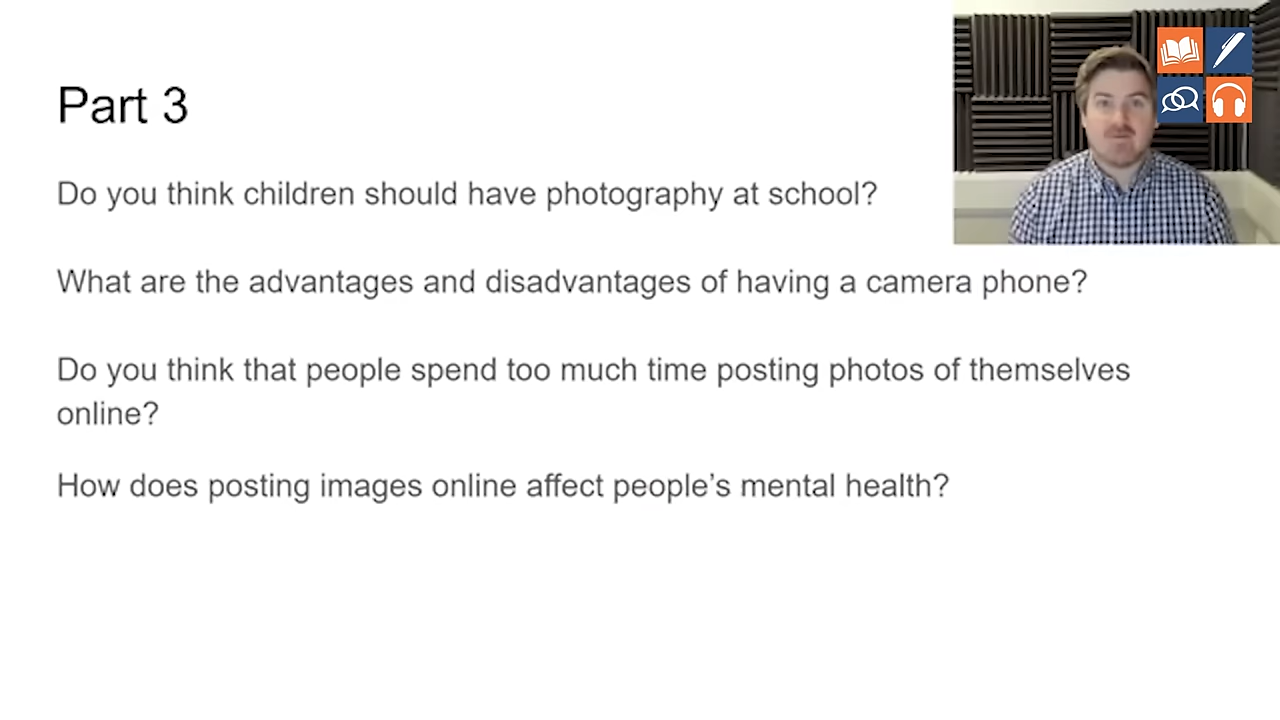 Part 3
Do you think children should have photography at school?
What are the advantages and disadvantages of having a camera phone?
Do you think that people spend too much time posting photos of themselves
online?
How does posting images online affect people’s mental health?